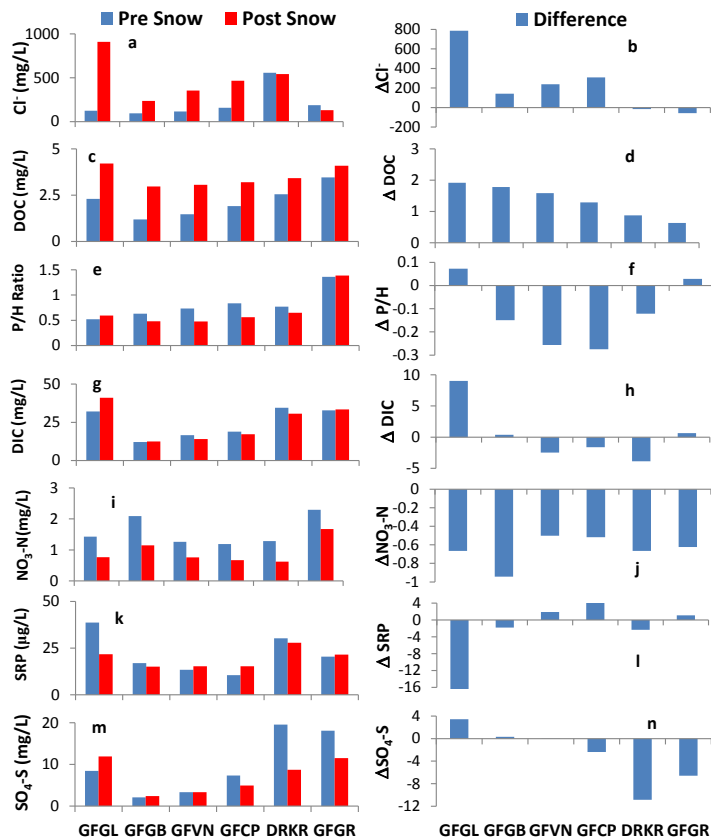 Pre Snow Post Snow
Difference
a
Cl- (mg/L)
1000
500
0
b
ΔCl-
800
600
400
200
0
-200
c
DOC (mg/L)
5
2.5
0
d
Δ DOC
3
2
1
0
e
P/H Ratio
1.5
1
0.5
0
f
Δ P/H
0.1
0
-0.1
-0.2
-0.3
g
DIC (mg/L)
50
25
0
h
Δ DIC
10
5
0
-5
i
NO3-N(mg/L)
3
2
1
0
j
ΔNO3-N
0
-0.2
-0.4
-0.6
-0.8
-1
k
SRP (µg/L)
50
25
0
l
Δ SRP
4
0
-4
-8
-12
-16
m
SO4-S (mg/L)
20
10
0
n
ΔSO4-S
4
0
-4
-8
-12
GFGL GFGB GFVN GFCP DRKR GFGR
GFGL GFGB GFVN GFCP DRKR GFGR